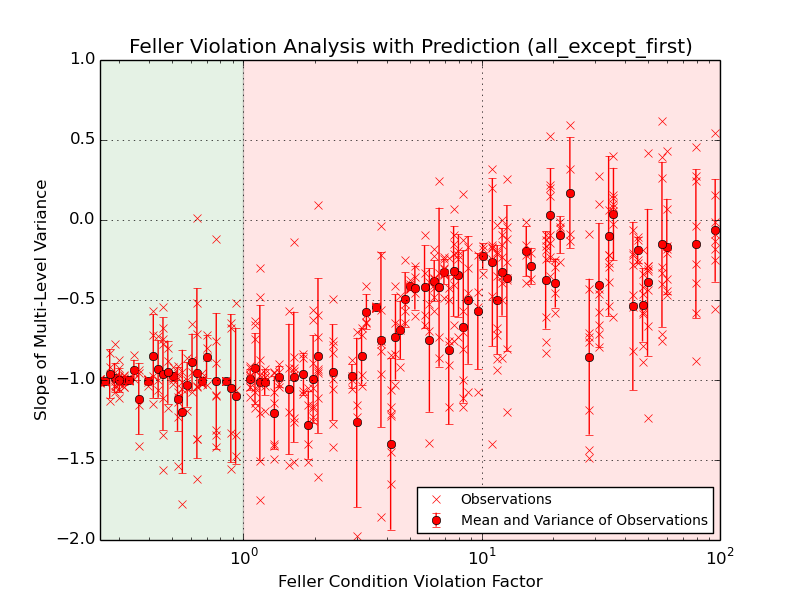 Feller Violation Analysis with Prediction (all_except_first)
1.0
0.5
0.0
−0.5
−1.0
−1.5
−2.0
Slope of Multi-Level Variance
Observations
Mean and Variance of Observations
10⁰
10¹
10²
Feller Condition Violation Factor